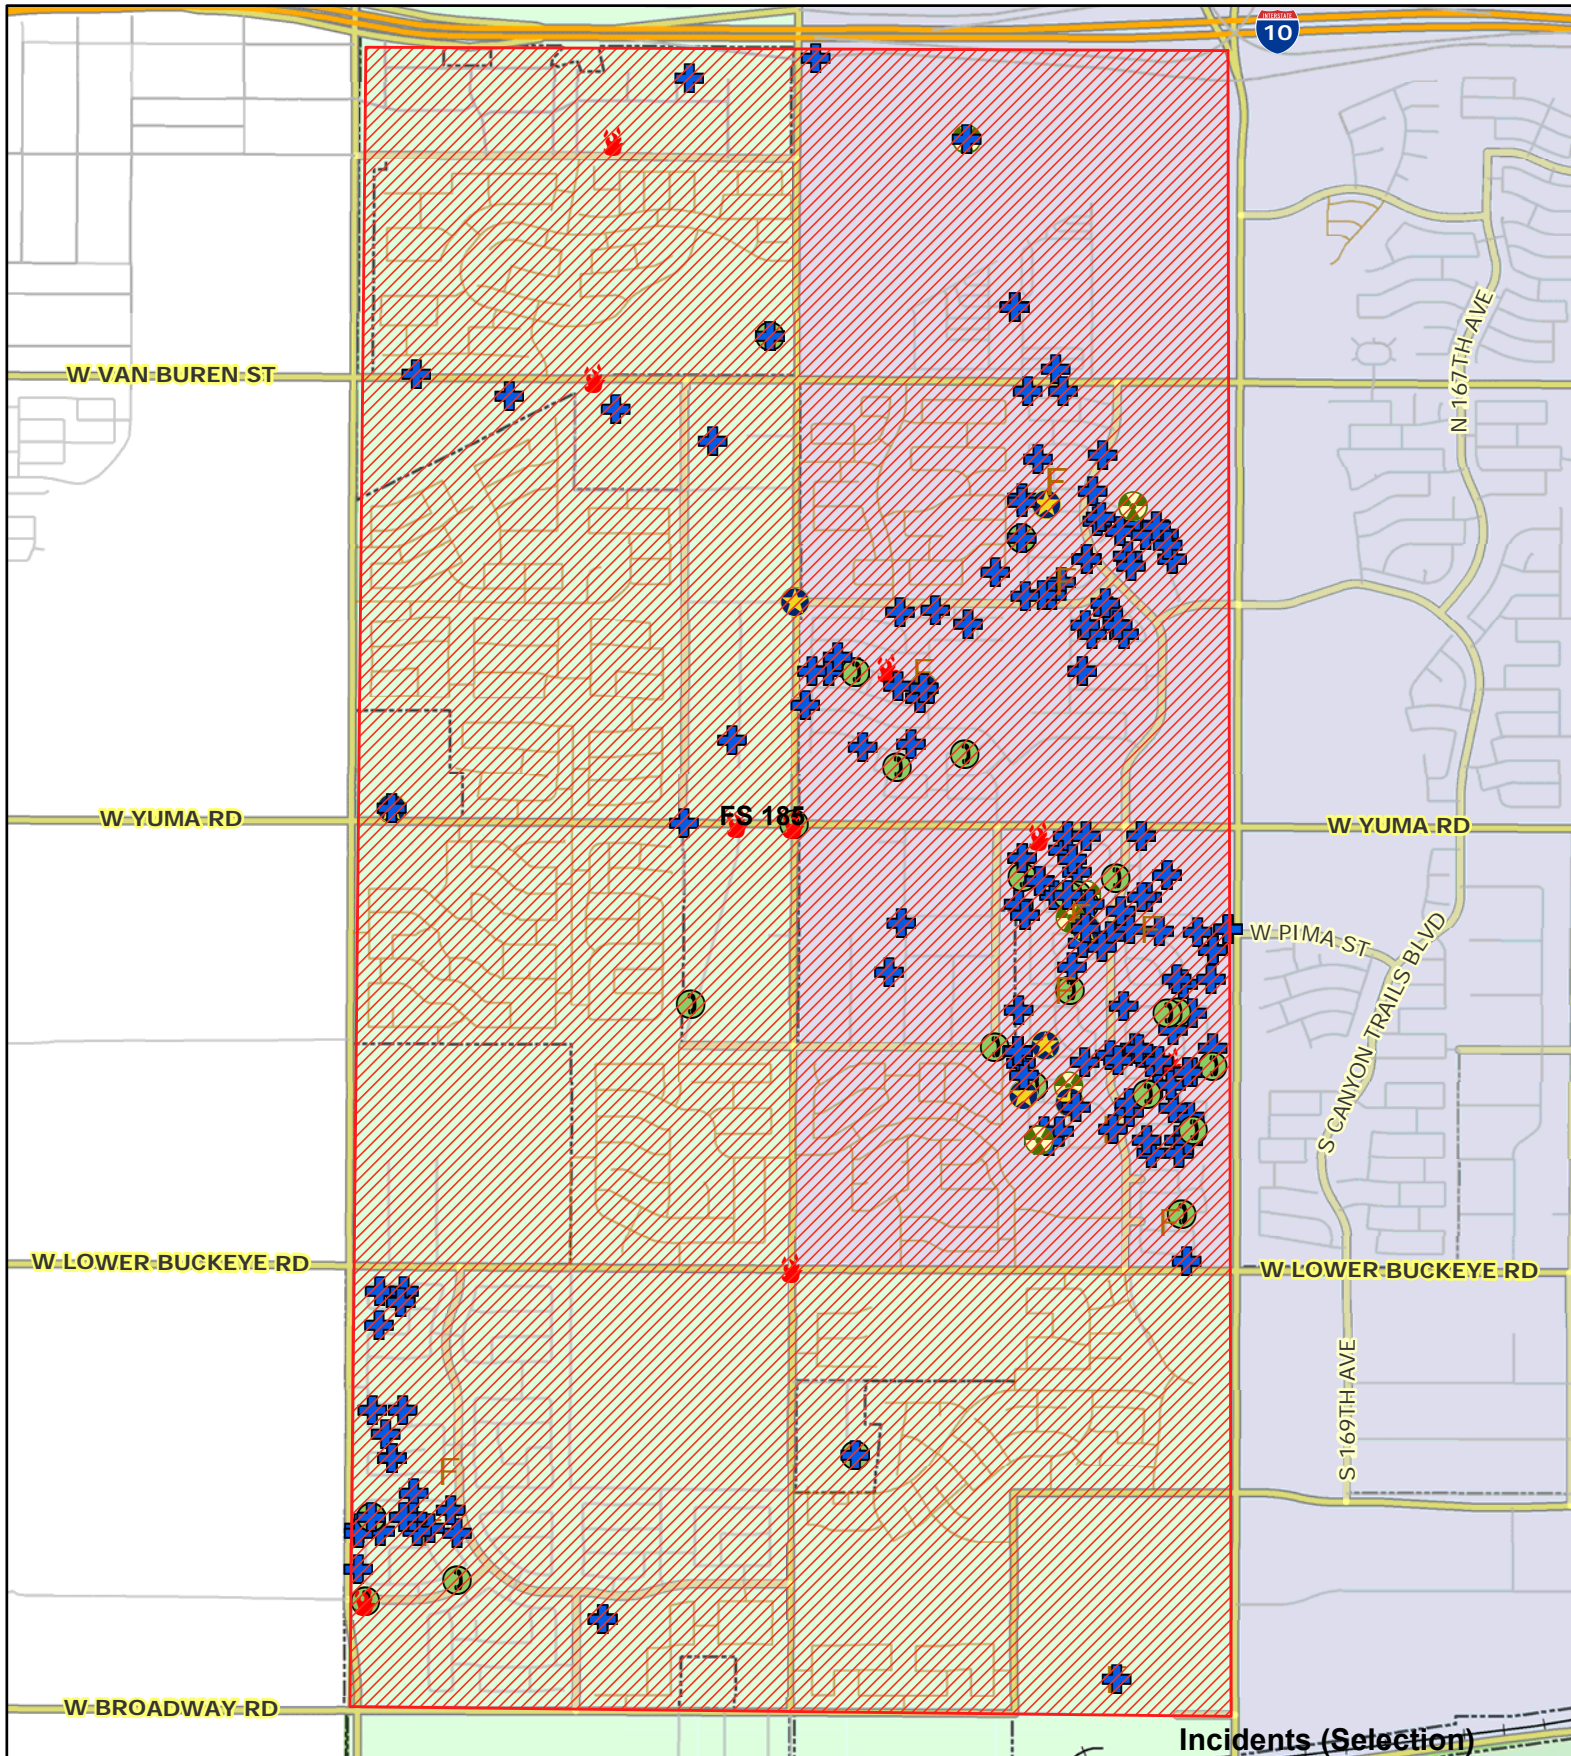 INTERSTATE
10
N 167TH AVE
W VAN BUREN ST
F
F
F
W YUMA RD
FS 185
W YUMA RD
F
F
W PIMA ST
F
S CANYON TRAILS BLVD
F
W LOWER BUCKEYE RD
W LOWER BUCKEYE RD
S 169TH AVE
F
W BROADWAY RD
Incidents (Selection)